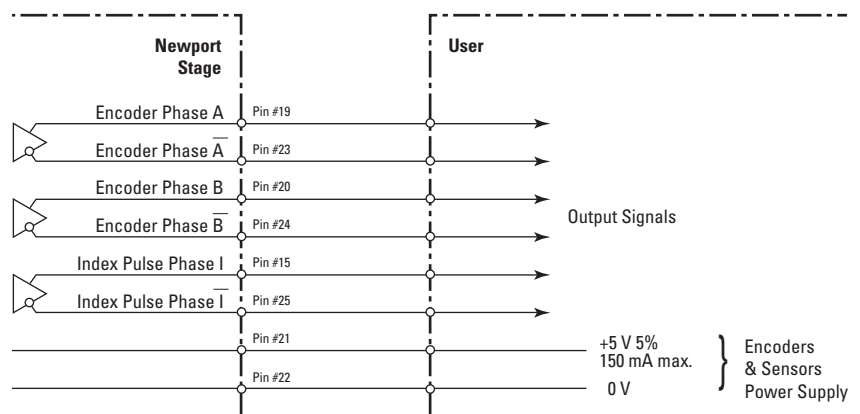 Newport
Stage
User
Encoder Phase A Pin #19
Encoder Phase A̅ Pin #23
Encoder Phase B Pin #20
Encoder Phase B̅ Pin #24
Output Signals
Index Pulse Phase I Pin #15
Index Pulse Phase I̅ Pin #25
Pin #21
+5 V 5%
150 mA max.
Pin #22
0 V
Encoders
& Sensors
Power Supply